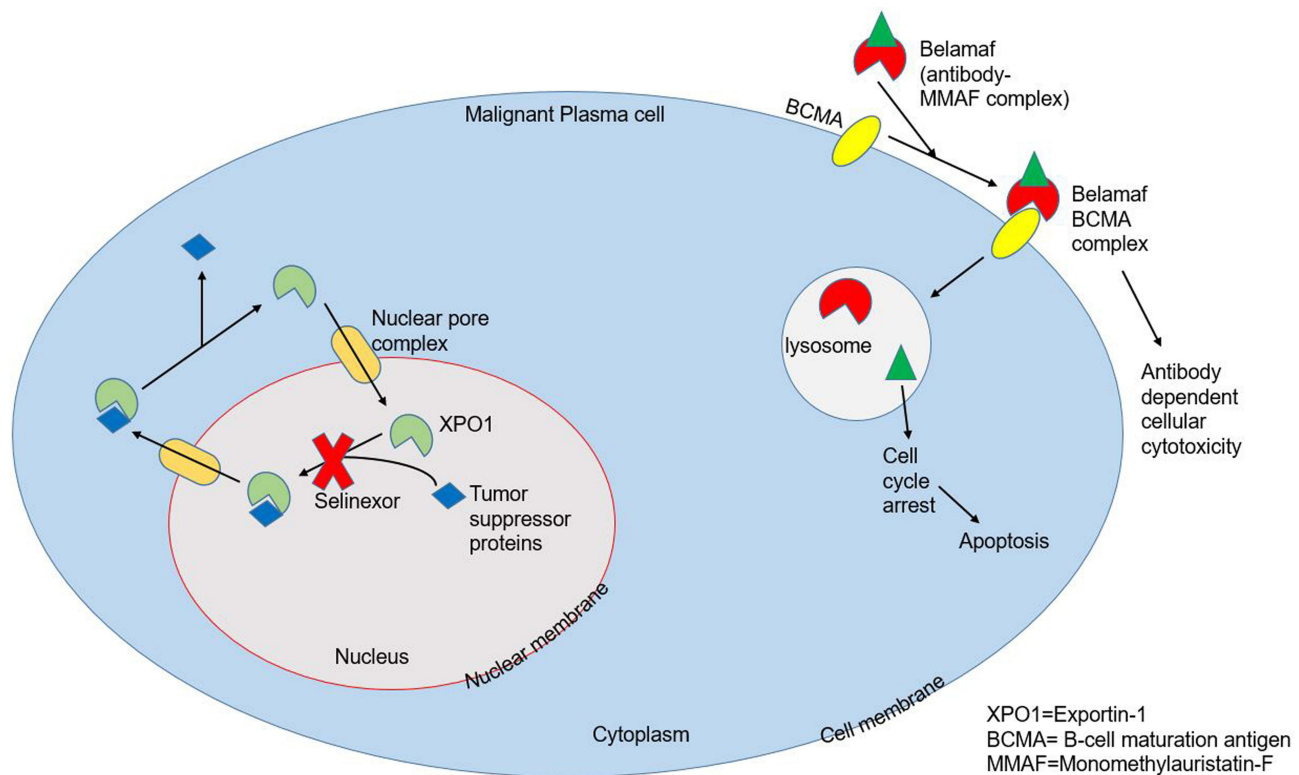 Belamaf
(antibody-
MMAF complex)
Malignant Plasma cell
BCMA
Belamaf
BCMA
complex
Nuclear pore
complex
lysosome
Antibody
dependent
cellular
cytotoxicity
XPO1
Cell
cycle
arrest
Selinexor
Tumor
suppressor
proteins
Apoptosis
Nucleus
Nuclear membrane
Cytoplasm
Cell membrane
XPO1=Exportin-1
BCMA= B-cell maturation antigen
MMAF=Monomethylauristatin-F